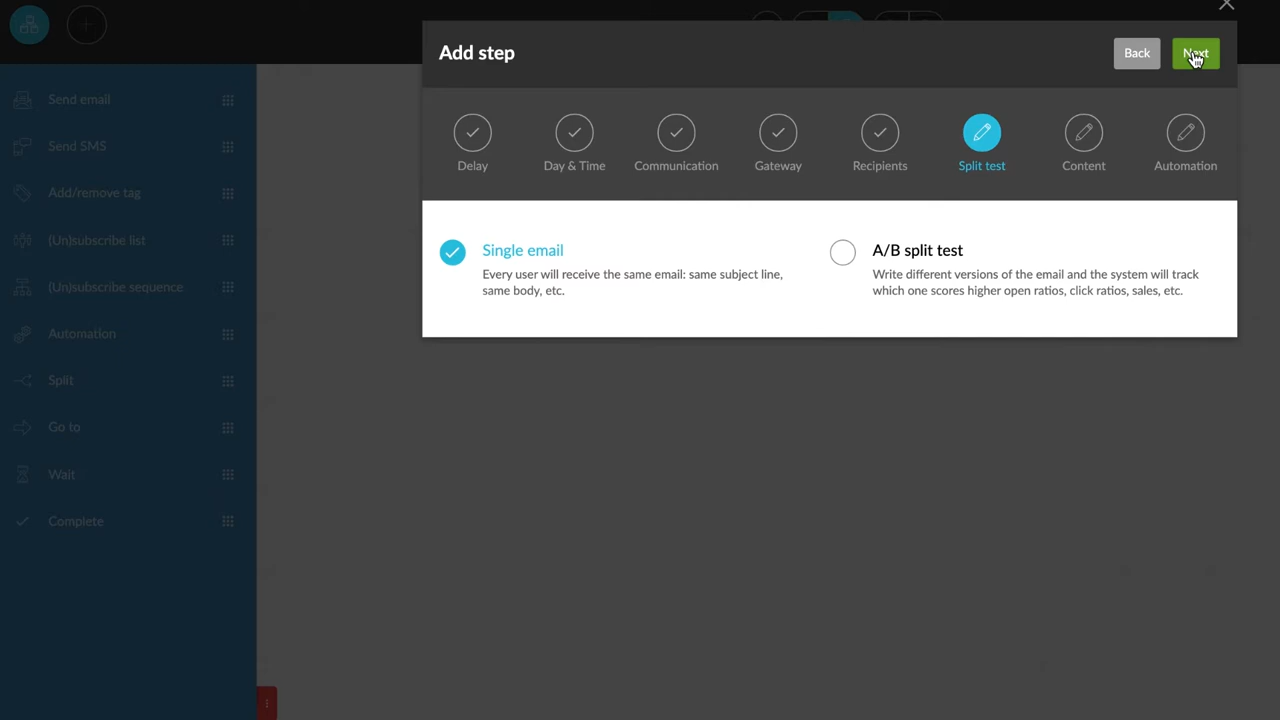 Add step
Back
Next
Delay
Day & Time
Communication
Gateway
Recipients
Split test
Content
Automation
Single email
Every user will receive the same email: same subject line,
same body, etc.
A/B split test
Write different versions of the email and the system will track
which one scores higher open ratios, click ratios, sales, etc.
Send email
Send SMS
Add/remove tag
(Un)subscribe list
(Un)subscribe sequence
Automation
Split
Go to
Wait
Complete